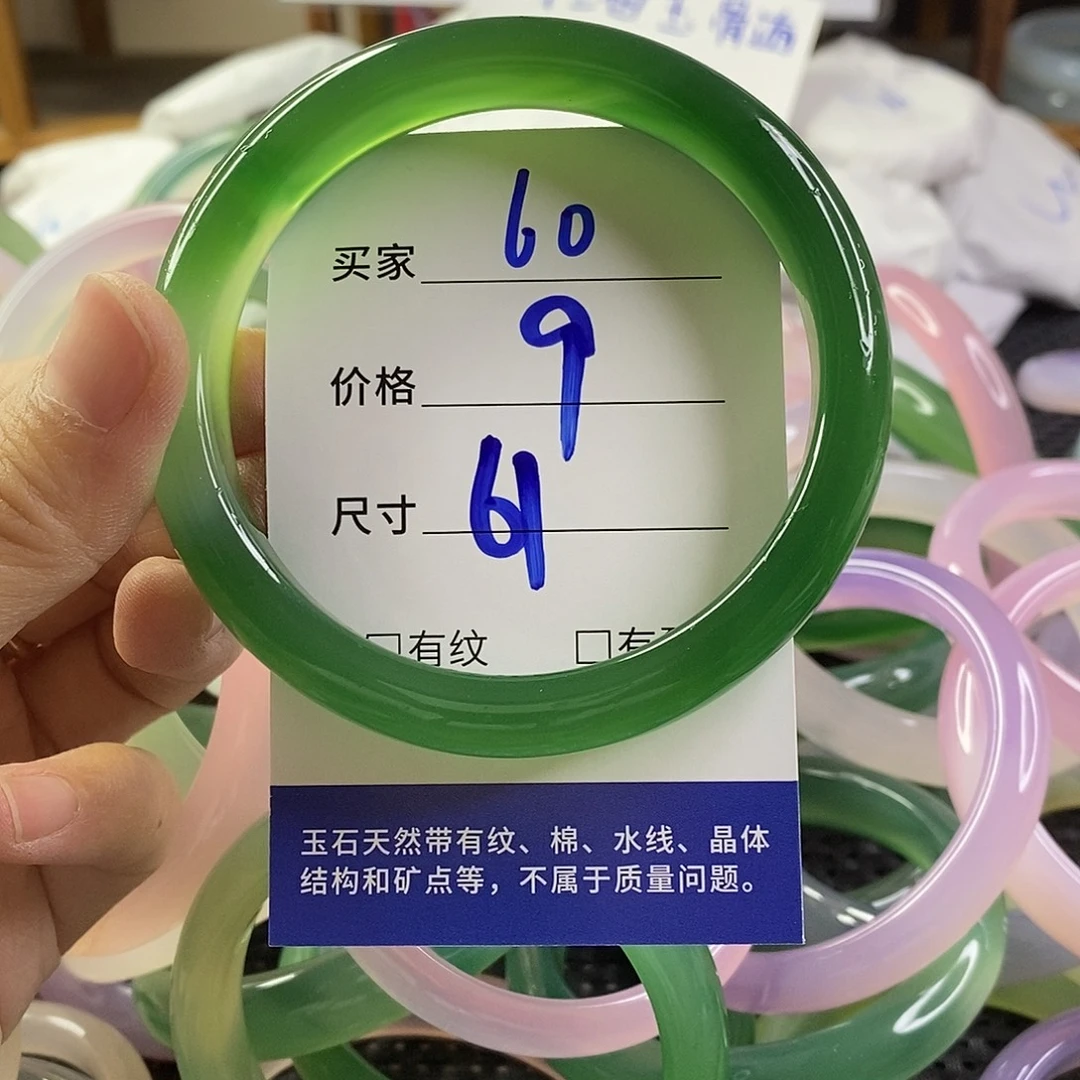 买家 60
价格 9
尺寸 61
□有纹 □有
玉石天然带有纹、棉、水线、晶体
结构和矿点等，不属于质量问题。